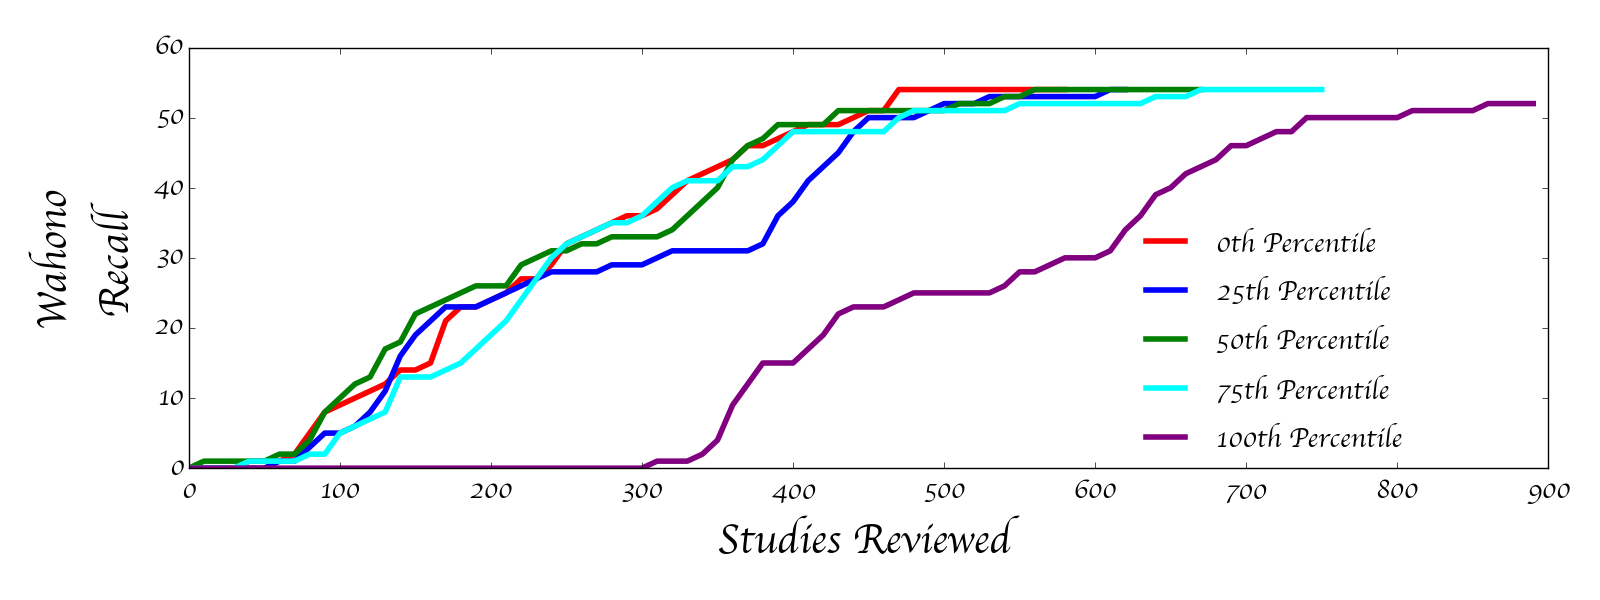 60
50
40
30
20
10
0
0 100 200 300 400 500 600 700 800 900
Wahono
Recall
Studies Reviewed
0th Percentile
25th Percentile
50th Percentile
75th Percentile
100th Percentile